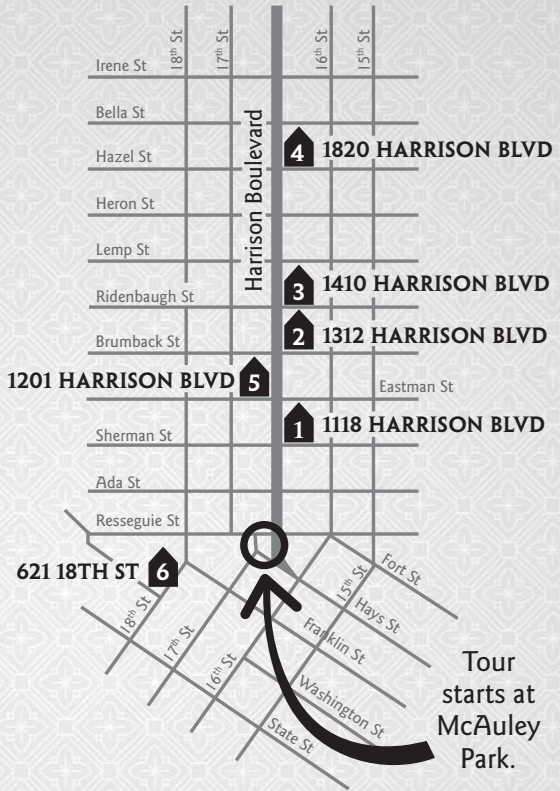 18th St
17th St
16th St
15th St
Irene St
Bella St
Harrison Boulevard
4 1820 HARRISON BLVD
Hazel St
Heron St
Lemp St
3 1410 HARRISON BLVD
Ridenbaugh St
2 1312 HARRISON BLVD
Brumback St
1201 HARRISON BLVD 5
Eastman St
1 1118 HARRISON BLVD
Sherman St
Ada St
Resseguie St
621 18TH ST 6
Fort St
15th St
Hays St
18th St
17th St
16th St
Franklin St
Washington St
State St
Tour
starts at
McAuley
Park.